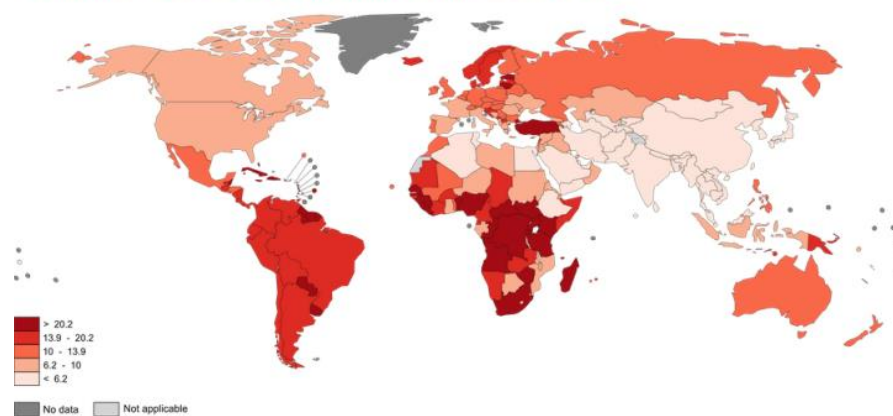 > 20.2
13.9 - 20.2
10 - 13.9
6.2 - 10
< 6.2
No data
Not applicable